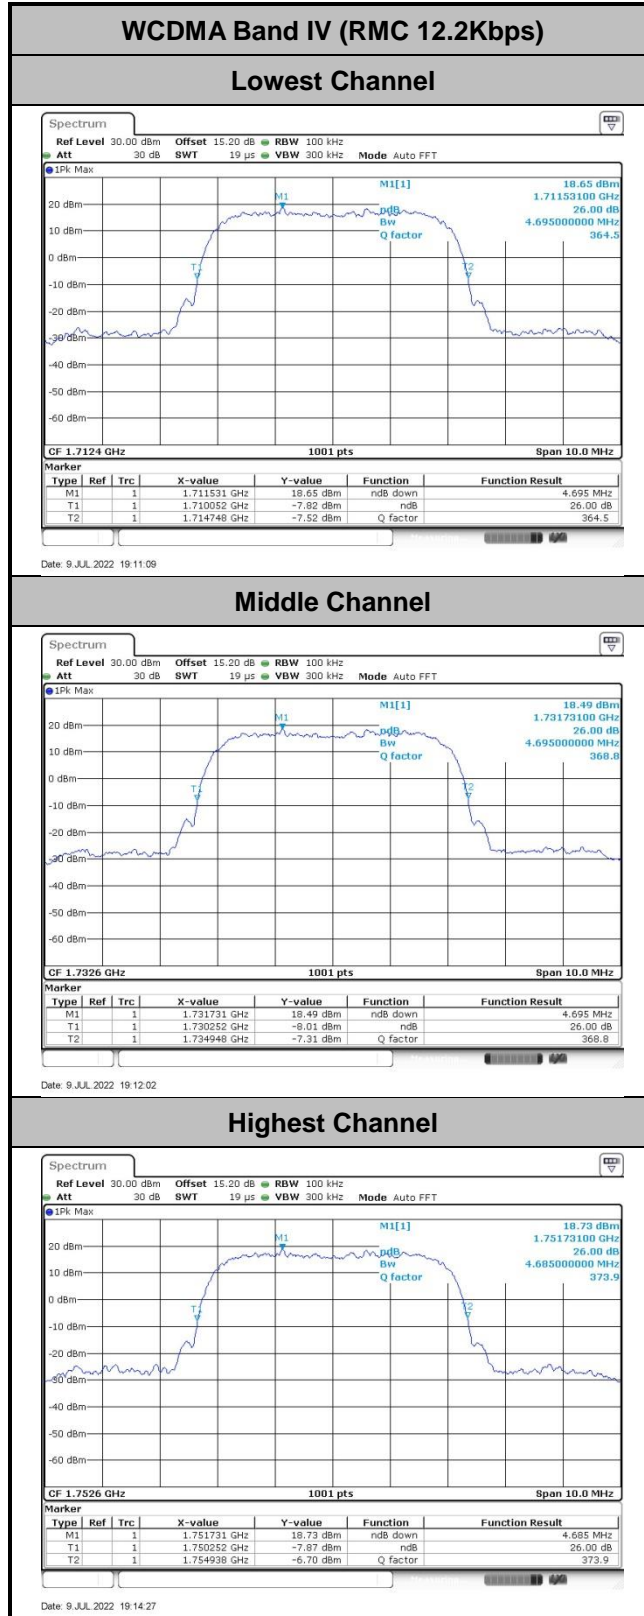 WCDMA Band IV (RMC 12.2Kbps)
Lowest Channel
Spectrum
Ref Level 30.00 dBm Offset 15.20 dB RBW 100 kHz
Att 30 dB SWT 19 µs VBW 300 kHz Mode Auto FFT
1Pk Max
M1[1] 18.65 dBm
1.71153100 GHz
ndB 26.00 dB
Bw 4.695000000 MHz
Q factor 364.5
M1
T1
T2
20 dBm
10 dBm
0 dBm
-10 dBm
-20 dBm
-30 dBm
-40 dBm
-50 dBm
-60 dBm
CF 1.7124 GHz 1001 pts Span 10.0 MHz
Marker
Type Ref Trc X-value Y-value Function Function Result
M1 1 1.711531 GHz 18.65 dBm ndB down 4.695 MHz
T1 1 1.710052 GHz -7.82 dBm ndB 26.00 dB
T2 1 1.714748 GHz -7.52 dBm Q factor 364.5
Date: 9.JUL.2022 19:11:09
Middle Channel
Spectrum
Ref Level 30.00 dBm Offset 15.20 dB RBW 100 kHz
Att 30 dB SWT 19 µs VBW 300 kHz Mode Auto FFT
1Pk Max
M1[1] 18.49 dBm
1.73173100 GHz
ndB 26.00 dB
Bw 4.695000000 MHz
Q factor 368.8
M1
T1
T2
20 dBm
10 dBm
0 dBm
-10 dBm
-20 dBm
-30 dBm
-40 dBm
-50 dBm
-60 dBm
CF 1.7326 GHz 1001 pts Span 10.0 MHz
Marker
Type Ref Trc X-value Y-value Function Function Result
M1 1 1.731731 GHz 18.49 dBm ndB down 4.695 MHz
T1 1 1.730252 GHz -8.01 dBm ndB 26.00 dB
T2 1 1.734948 GHz -7.31 dBm Q factor 368.8
Date: 9.JUL.2022 19:12:02
Highest Channel
Spectrum
Ref Level 30.00 dBm Offset 15.20 dB RBW 100 kHz
Att 30 dB SWT 19 µs VBW 300 kHz Mode Auto FFT
1Pk Max
M1[1] 18.73 dBm
1.75173100 GHz
ndB 26.00 dB
Bw 4.685000000 MHz
Q factor 373.9
M1
T1
T2
20 dBm
10 dBm
0 dBm
-10 dBm
-20 dBm
-30 dBm
-40 dBm
-50 dBm
-60 dBm
CF 1.7526 GHz 1001 pts Span 10.0 MHz
Marker
Type Ref Trc X-value Y-value Function Function Result
M1 1 1.751731 GHz 18.73 dBm ndB down 4.685 MHz
T1 1 1.750252 GHz -7.87 dBm ndB 26.00 dB
T2 1 1.754938 GHz -6.70 dBm Q factor 373.9
Date: 9.JUL.2022 19:14:27